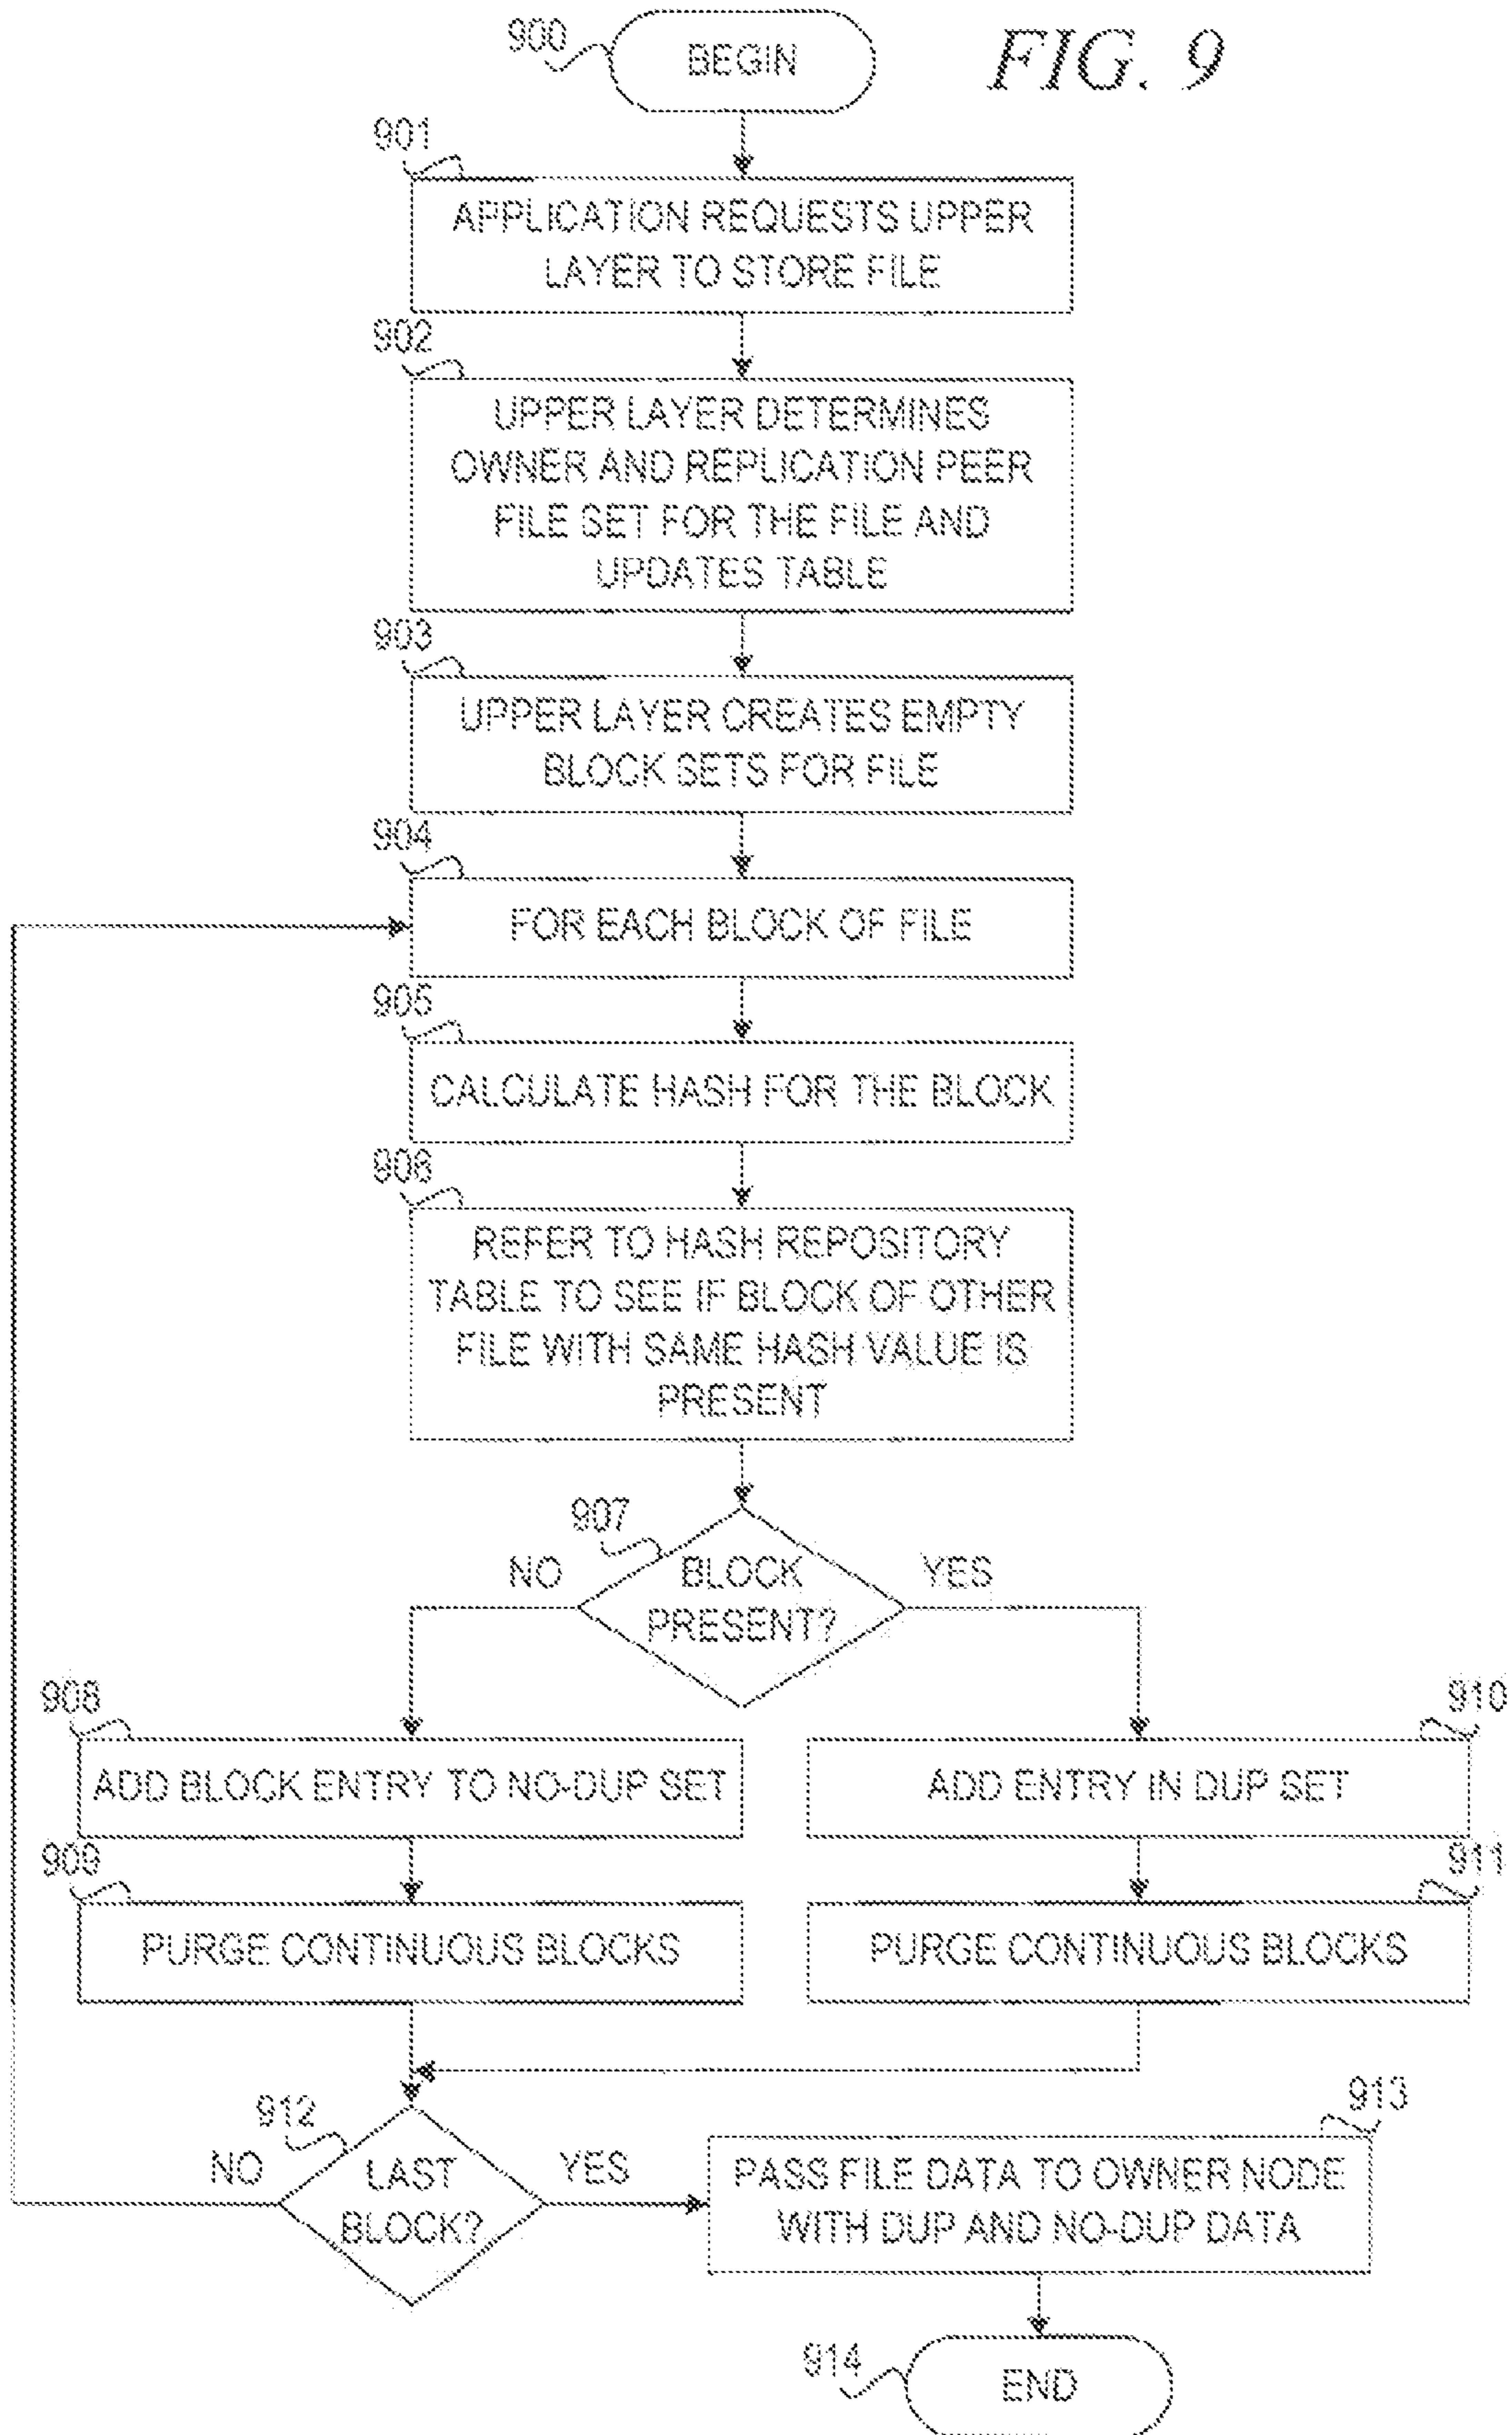 900
BEGIN
FIG. 9
901
APPLICATION REQUESTS UPPER
LAYER TO STORE FILE
902
UPPER LAYER DETERMINES
OWNER AND REPLICATION PEER
FILE SET FOR THE FILE AND
UPDATES TABLE
903
UPPER LAYER CREATES EMPTY
BLOCK SETS FOR FILE
904
FOR EACH BLOCK OF FILE
905
CALCULATE HASH FOR THE BLOCK
906
REFER TO HASH REPOSITORY
TABLE TO SEE IF BLOCK OF OTHER
FILE WITH SAME HASH VALUE IS
PRESENT
907
NO
BLOCK
PRESENT?
YES
908
ADD BLOCK ENTRY TO NO-DUP SET
910
ADD ENTRY IN DUP SET
909
PURGE CONTINUOUS BLOCKS
911
PURGE CONTINUOUS BLOCKS
912
NO
LAST
BLOCK?
YES
913
PASS FILE DATA TO OWNER NODE
WITH DUP AND NO-DUP DATA
914
END